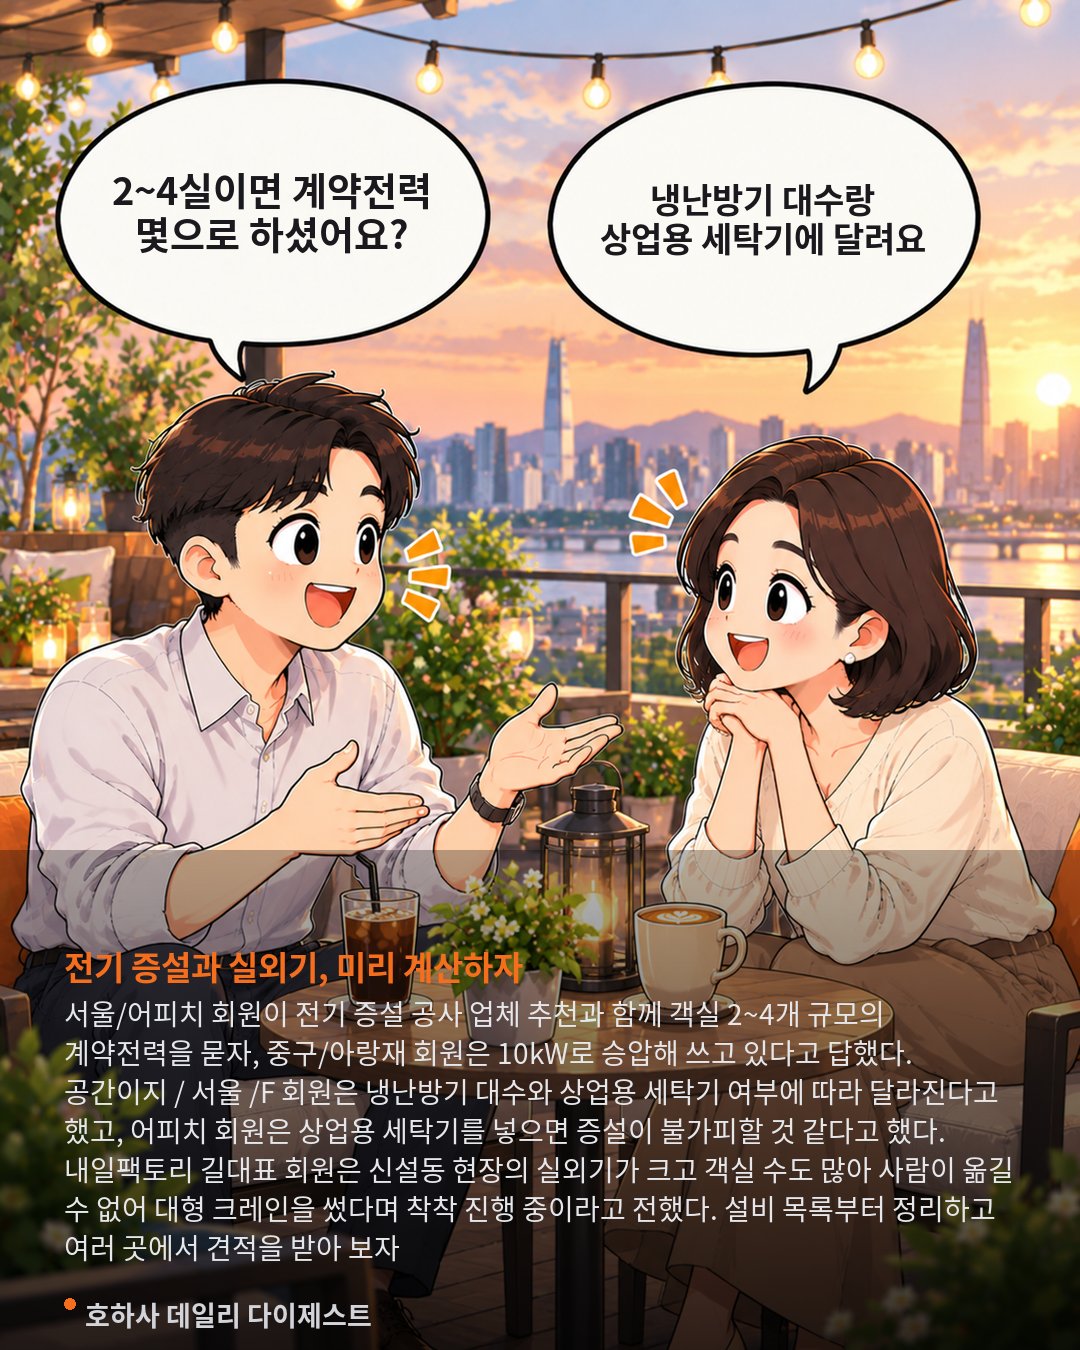 2~4실이면 계약전력
몇으로 하셨어요?
냉난방기 대수랑
상업용 세탁기에 달려요
전기 증설과 실외기, 미리 계산하자
서울/어피치 회원이 전기 증설 공사 업체 추천과 함께 객실 2~4개 규모의
계약전력을 묻자, 중구/아랑재 회원은 10kW로 승압해 쓰고 있다고 답했다.
공간이지 / 서울 /F 회원은 냉난방기 대수와 상업용 세탁기 여부에 따라 달라진다고
했고, 어피치 회원은 상업용 세탁기를 넣으면 증설이 불가피할 것 같다고 했다.
내일팩토리 길대표 회원은 신설동 현장의 실외기가 크고 객실 수도 많아 사람이 옮길
수 없어 대형 크레인을 썼다며 착착 진행 중이라고 전했다. 설비 목록부터 정리하고
여러 곳에서 견적을 받아 보자
호하사 데일리 다이제스트